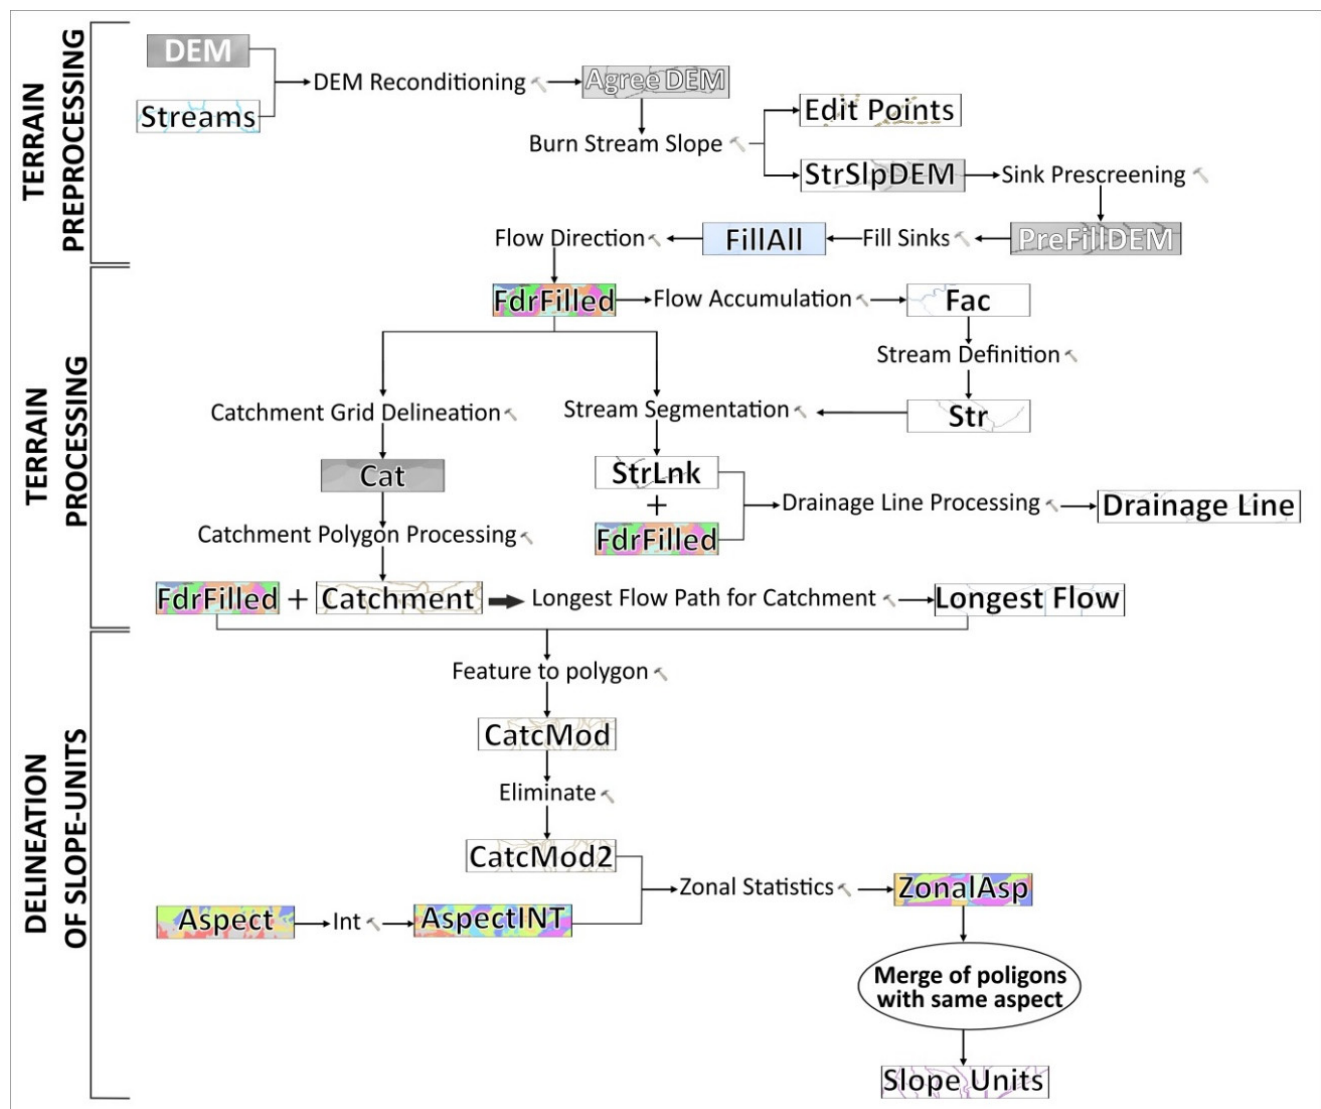 TERRAIN
PREPROCESSING
DEM
Streams
DEM Reconditioning
Agree DEM
Burn Stream Slope
Edit Points
StrSlpDEM
Sink Prescreening
PreFillDEM
Fill Sinks
FillAll
Flow Direction
TERRAIN
PROCESSING
FdrFilled
Flow Accumulation
Fac
Stream Definition
Str
Stream Segmentation
Catchment Grid Delineation
Cat
StrLnk
+
FdrFilled
Drainage Line Processing
Drainage Line
Catchment Polygon Processing
FdrFilled + Catchment
Longest Flow Path for Catchment
Longest Flow
DELINEATION
OF SLOPE-UNITS
Feature to polygon
CatcMod
Eliminate
CatcMod2
Aspect
Int
AspectINT
Zonal Statistics
ZonalAsp
Merge of poligons
with same aspect
Slope Units